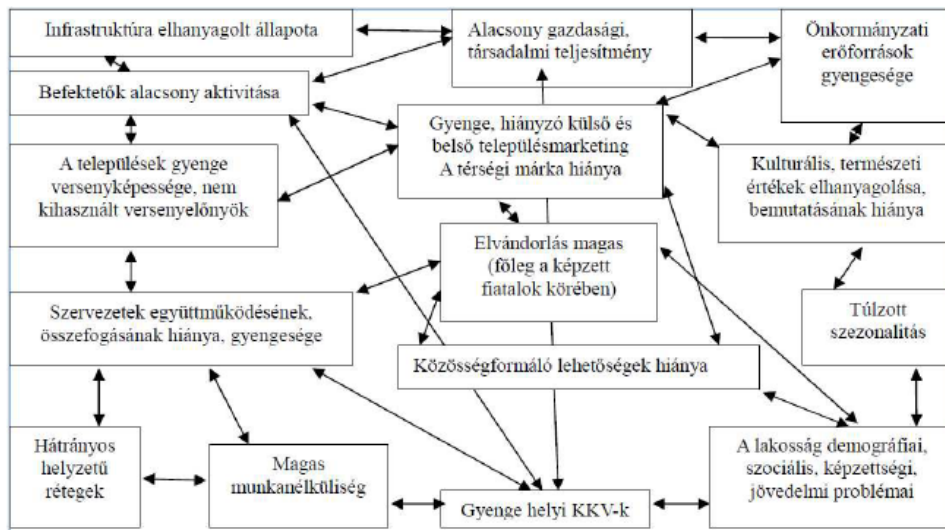 Infrastruktúra elhanyagolt állapota
Alacsony gazdasági,
társadalmi teljesítmény
Önkormányzati
erőforrások
gyengesége
Befektetők alacsony aktivitása
Gyenge, hiányzó külső és
belső településmarketing
A térségi márka hiánya
A települések gyenge
versenyképessége, nem
kihasznált versenyelőnyök
Kulturális, természeti
értékek elhanyagolása,
bemutatásának hiánya
Elvándorlás magas
(főleg a képzett
fiatalok körében)
Szervezetek együttműködésének,
összefogásának hiánya, gyengesége
Túlzott
szezonalitás
Közösségformáló lehetőségek hiánya
Hátrányos
helyzetű
rétegek
Magas
munkanélküliség
Gyenge helyi KKV-k
A lakosság demográfiai,
szociális, képzettségi,
jövedelmi problémái